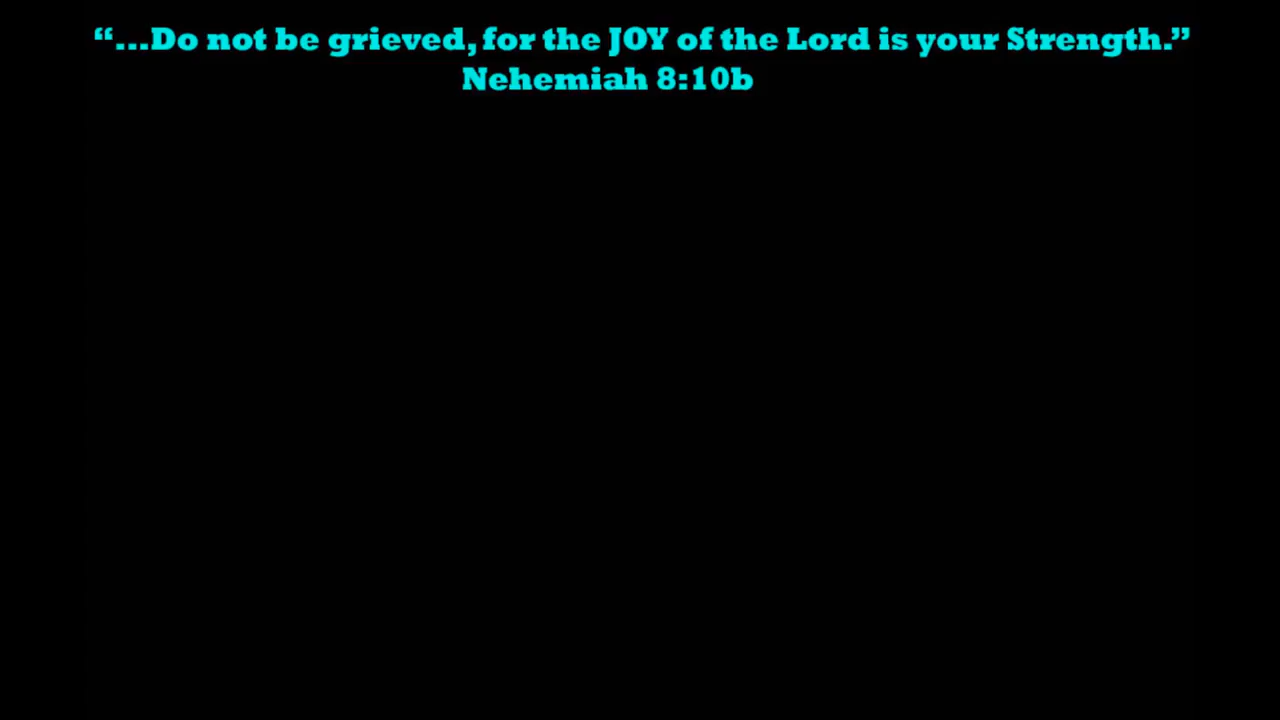 “...Do not be grieved, for the JOY of the Lord is your Strength.”
Nehemiah 8:10b